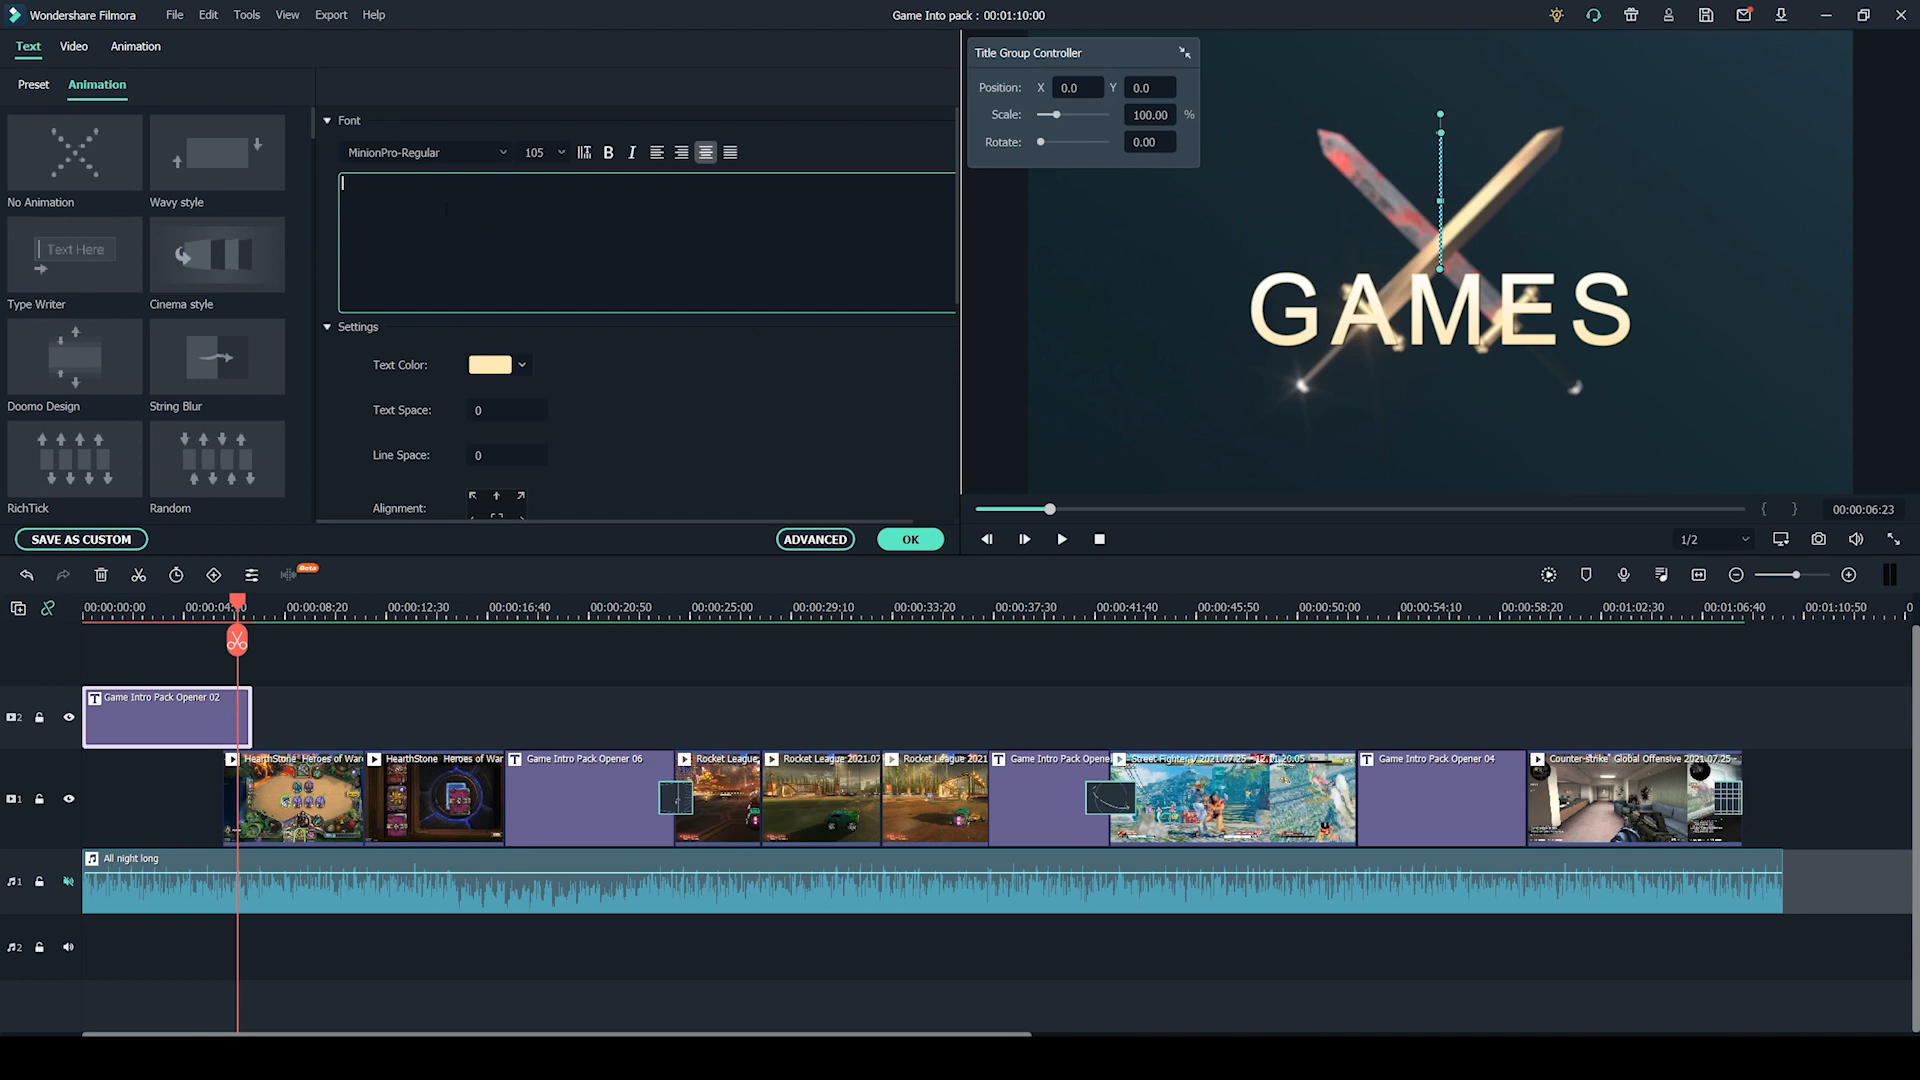 Wondershare Filmora File Edit Tools View Export Help Game Into pack : 00:01:10:00
Text Video Animation
Preset Animation
No Animation Wavy style
Text Here
Type Writer Cinema style
Doomo Design String Blur
RichTick Random
Font
MinionPro-Regular 105 B I
Settings
Text Color:
Text Space: 0
Line Space: 0
Alignment:
SAVE AS CUSTOM ADVANCED OK
Title Group Controller
Position: X 0.0 Y 0.0
Scale: 100.00 %
Rotate: 0.00
GAMES
{ } 00:00:06:23
1/2
Beta
00:00:00:00 00:00:04: 00:00:08:20 00:00:12:30 00:00:16:40 00:00:20:50 00:00:25:00 00:00:29:10 00:00:33:20 00:00:37:30 00:00:41:40 00:00:45:50 00:00:50:00 00:00:54:10 00:00:58:20 00:01:02:30 00:01:06:40 00:01:10:50 0
2 T Game Intro Pack Opener 02
1 HearthStone Heroes of War HearthStone Heroes of War T Game Intro Pack Opener 06 Rocket League Rocket League 2021.07 Rocket League 2021 T Game Intro Pack Opene Street Fighter V 2021.07.25 - 12.11.20.05 T Game Intro Pack Opener 04 Counter-strike Global Offensive 2021.07.25 -
All night long
1
2